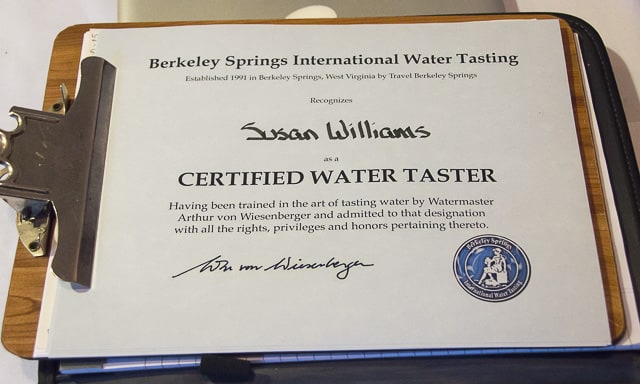 Berkeley Springs International Water Tasting
Established 1991 in Berkeley Springs, West Virginia by Travel Berkeley Springs
Recognizes
Susan Williams
as a
CERTIFIED WATER TASTER
Having been trained in the art of tasting water by Watermaster
Arthur von Wiesenberger and admitted to that designation
with all the rights, privileges and honors pertaining thereto.
von Wiesenberger
Berkeley Springs
International Water Tasting